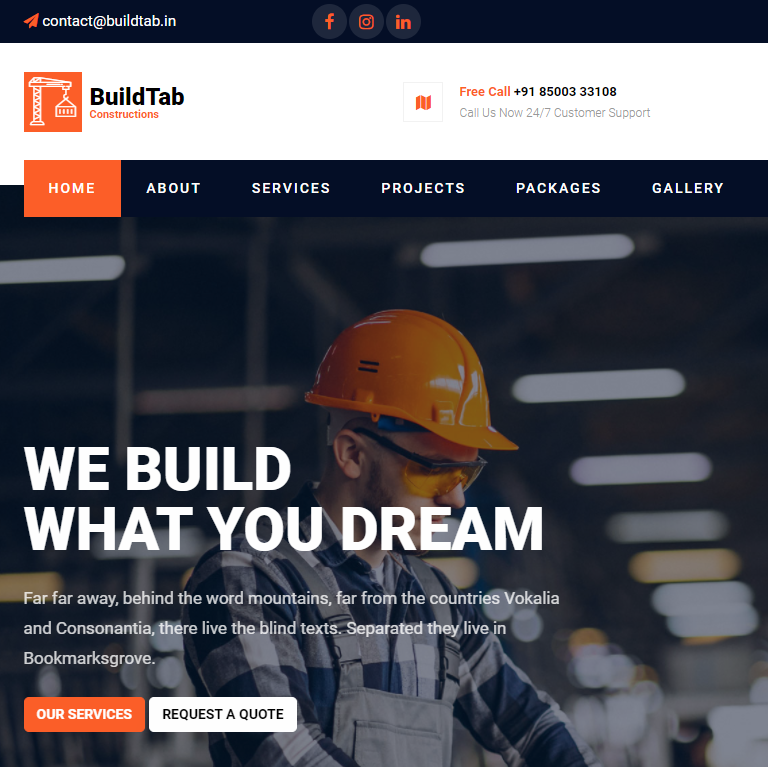 contact@buildtab.in
BuildTab
Constructions
Free Call +91 85003 33108
Call Us Now 24/7 Customer Support
HOME ABOUT SERVICES PROJECTS PACKAGES GALLERY
WE BUILD
WHAT YOU DREAM
Far far away, behind the word mountains, far from the countries Vokalia
and Consonantia, there live the blind texts. Separated they live in
Bookmarksgrove.
OUR SERVICES REQUEST A QUOTE